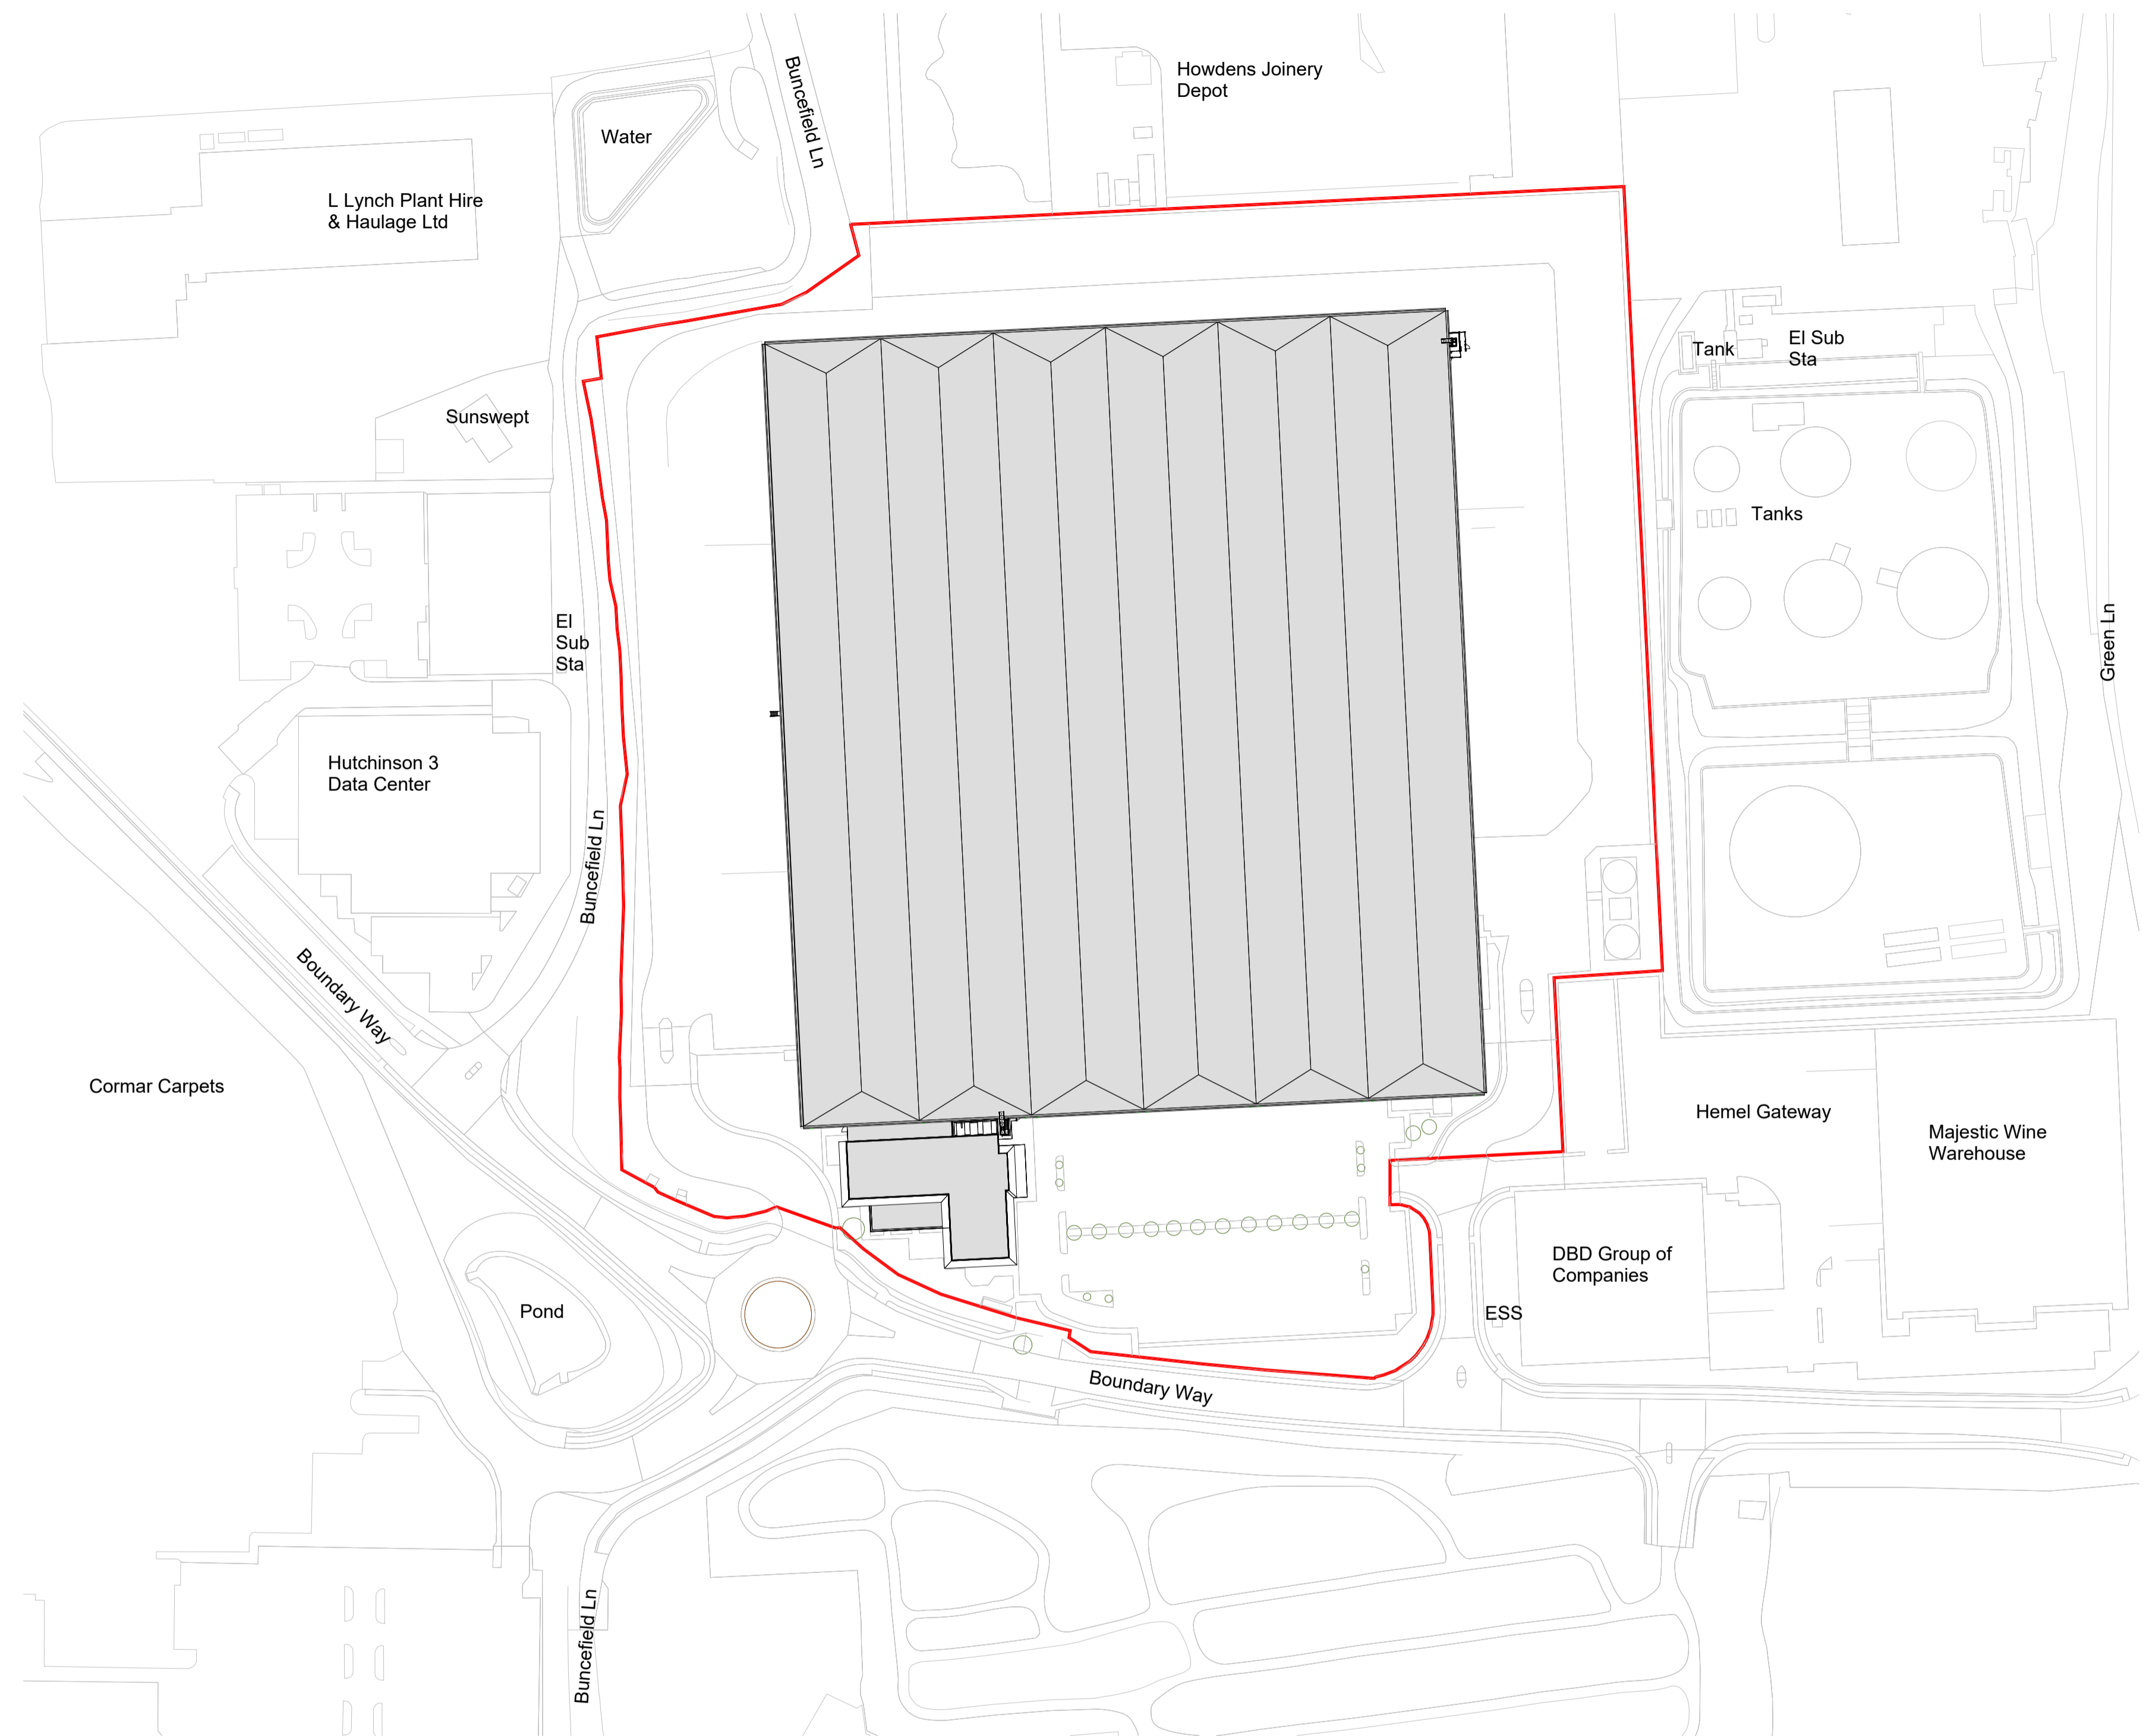 Howdens Joinery
Depot
Buncefield Ln
Water
L Lynch Plant Hire
& Haulage Ltd
Tank
El Sub
Sta
Sunswept
Tanks
El
Sub
Sta
Green Ln
Hutchinson 3
Data Center
Buncefield Ln
Boundary Way
Cormar Carpets
Hemel Gateway
Majestic Wine
Warehouse
DBD Group of
Companies
Pond
ESS
Boundary Way
Buncefield Ln